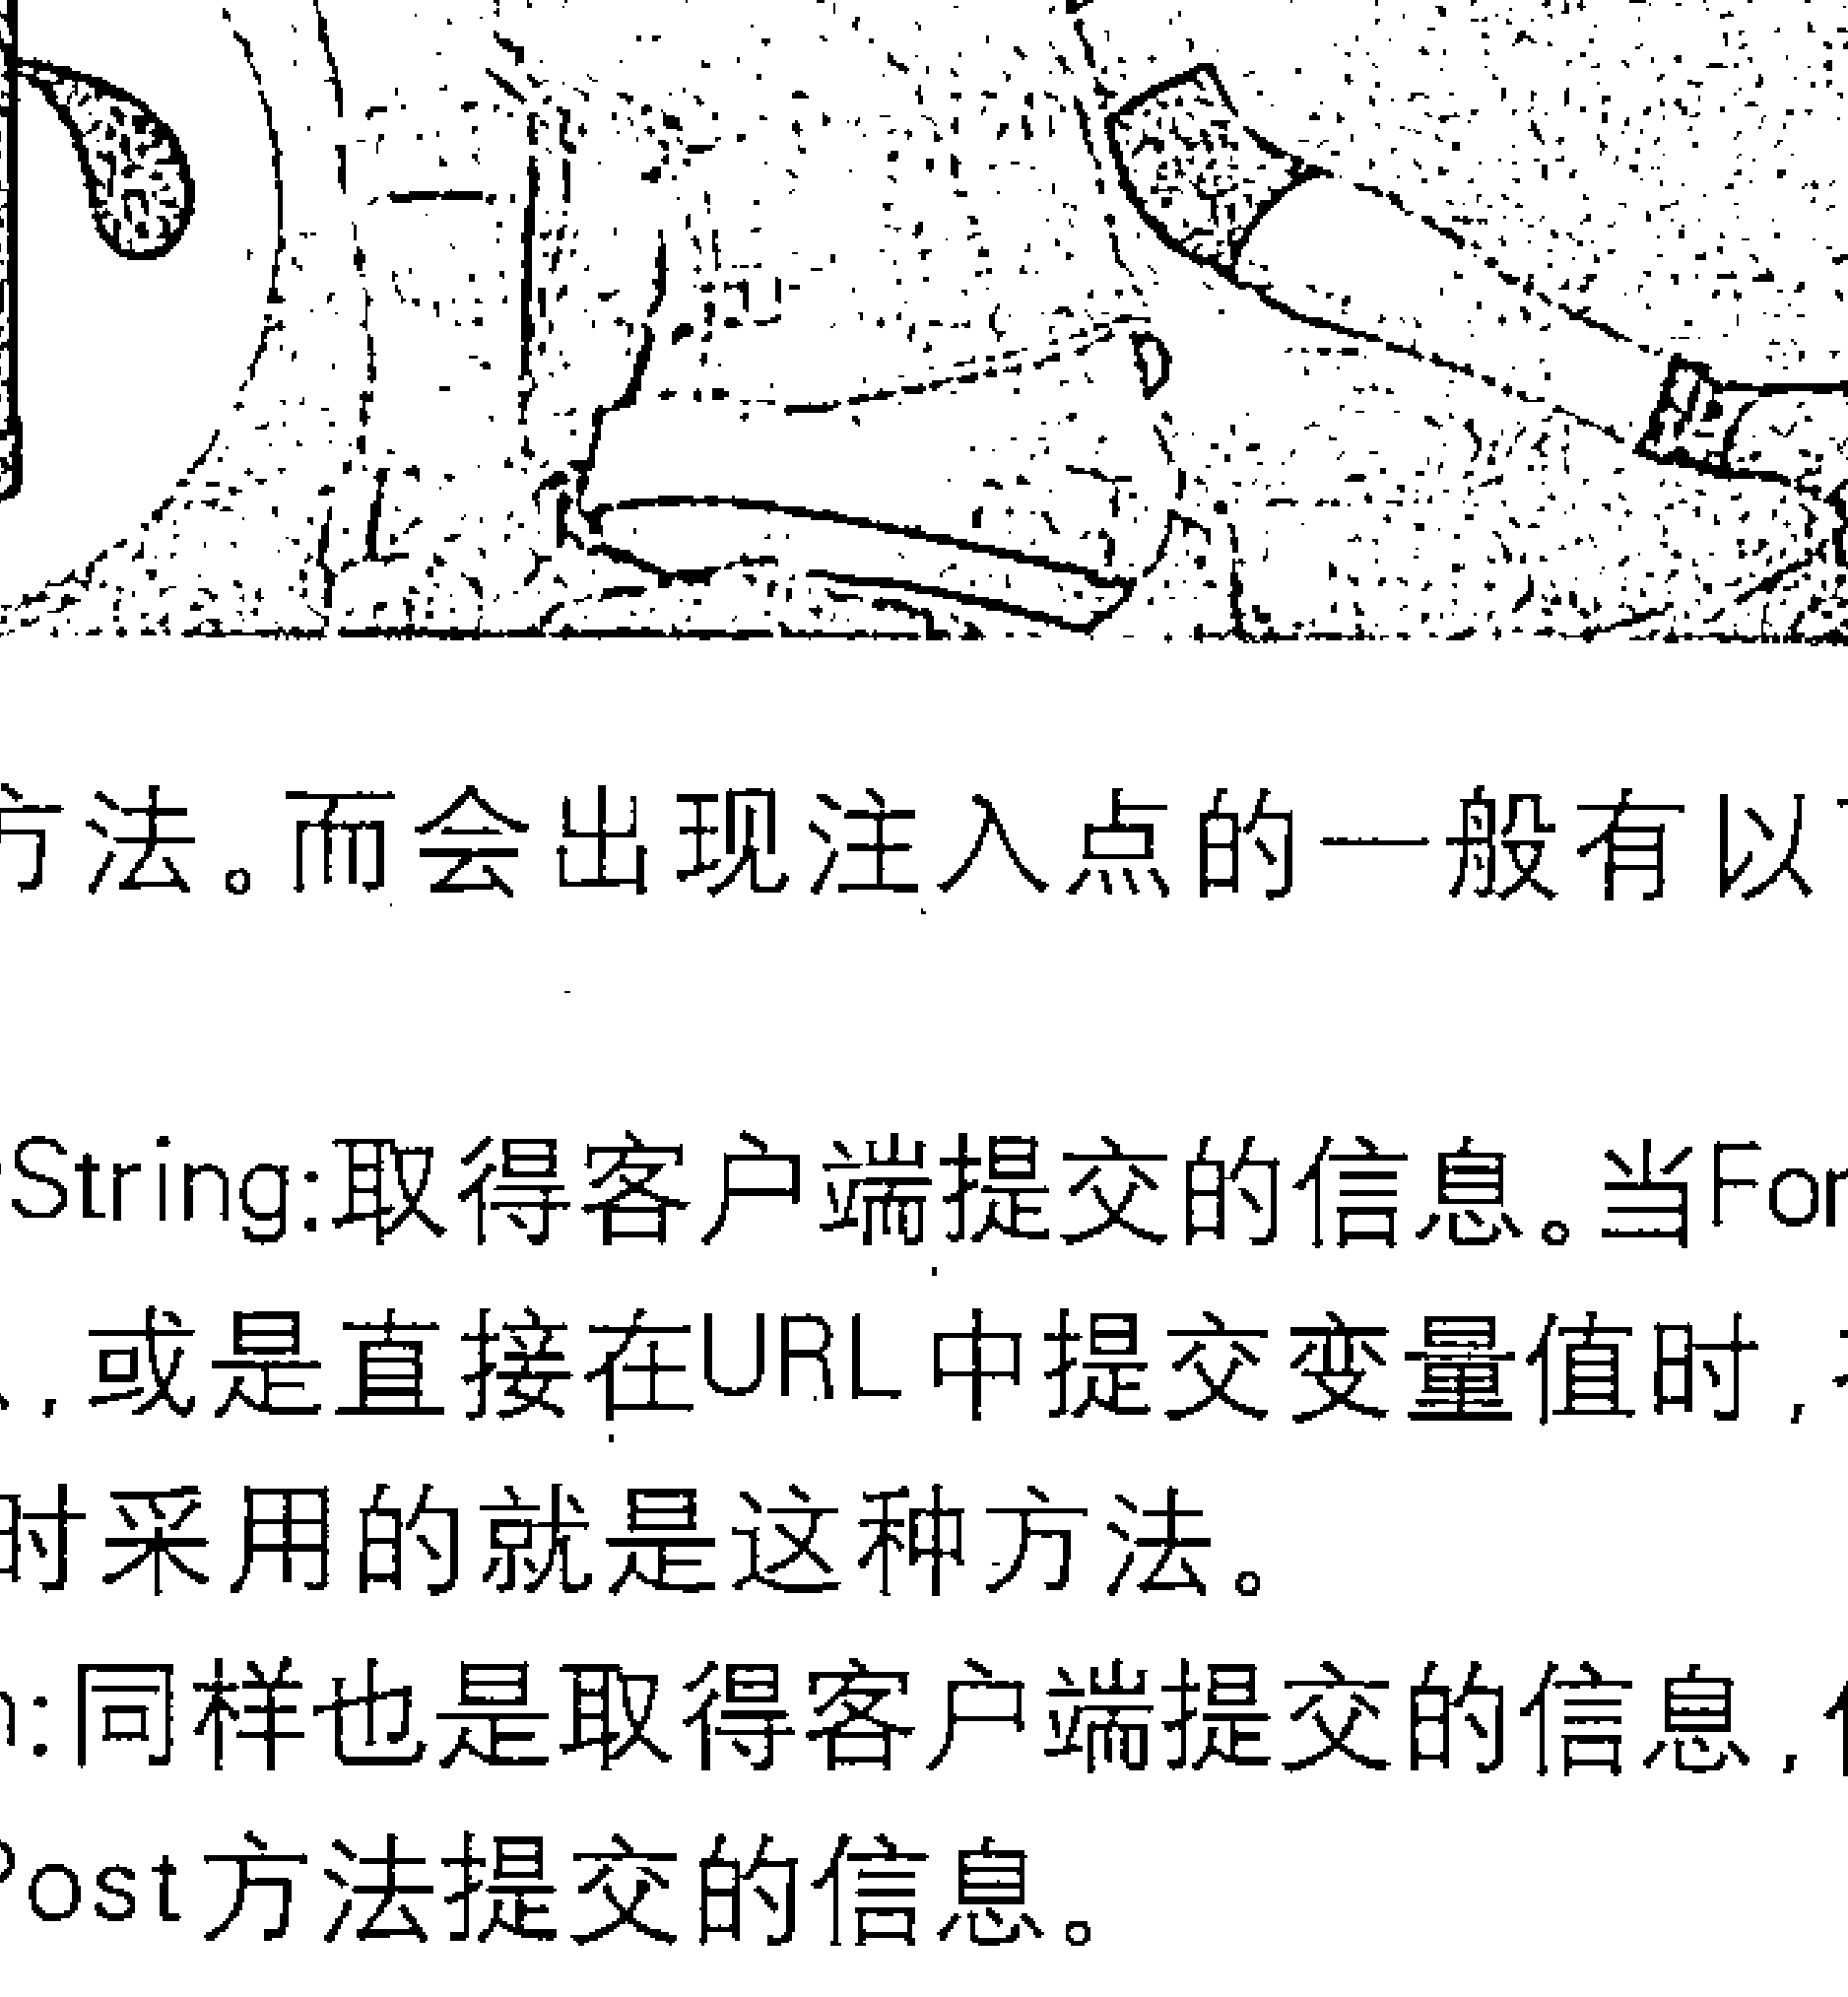 方法。而会出现注入点的一般有以
String:取得客户端提交的信息。当For
,或是直接在URL中提交变量值时,
时采用的就是这种方法。
:同样也是取得客户端提交的信息,
Post方法提交的信息。